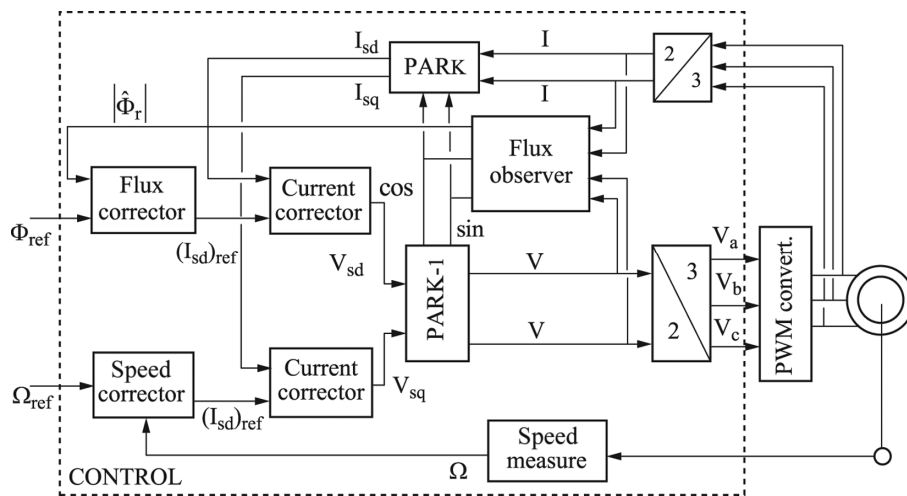 I_sd
PARK
I
2
3
I_sq
I
|Φ̂_r|
Flux
observer
Flux
corrector
Current
corrector
cos
Φ_ref
(I_sd)_ref
V_sd
sin
PARK-1
V
3
2
V
V_a
V_b
V_c
PWM convert.
Speed
corrector
Current
corrector
V_sq
Ω_ref
(I_sd)_ref
Speed
measure
Ω
CONTROL